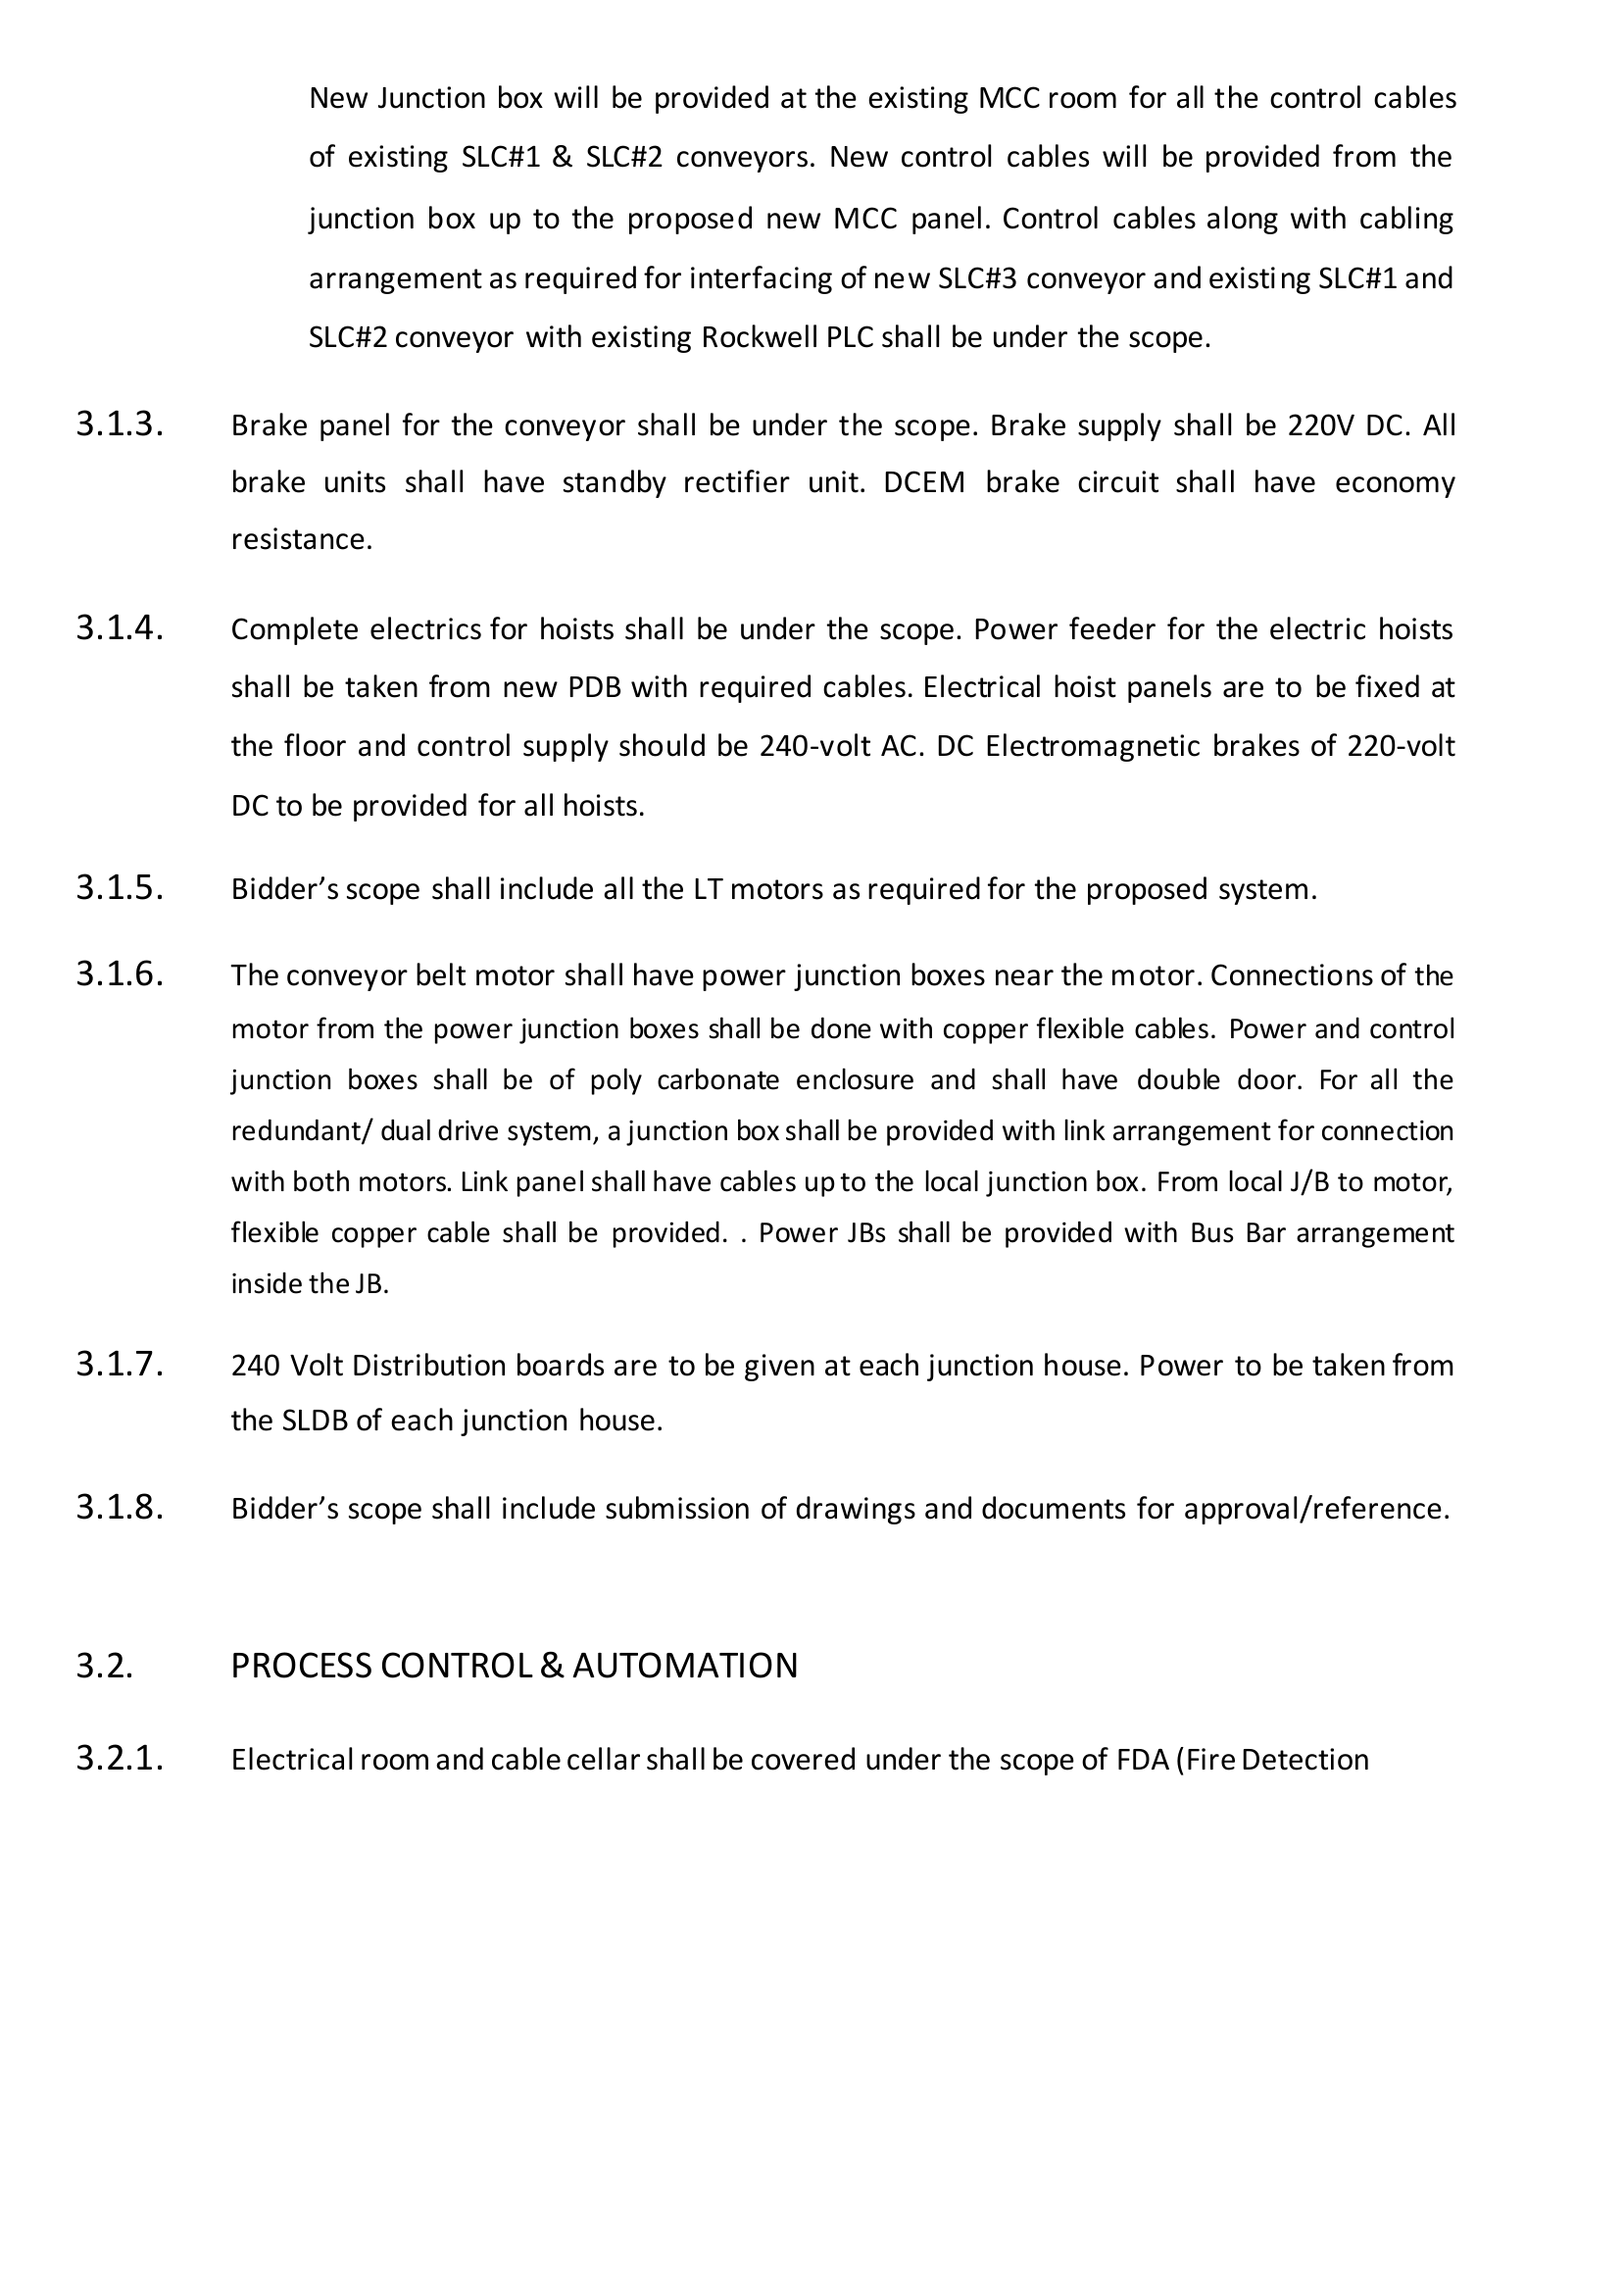 New Junction box will be provided at the existing MCC room for all the control cables
of existing SLC#1 & SLC#2 conveyors. New control cables will be provided from the
junction box up to the proposed new MCC panel. Control cables along with cabling
arrangement as required for interfacing of new SLC#3 conveyor and existing SLC#1 and
SLC#2 conveyor with existing Rockwell PLC shall be under the scope.
3.1.3. Brake panel for the conveyor shall be under the scope. Brake supply shall be 220V DC. All
brake units shall have standby rectifier unit. DCEM brake circuit shall have economy
resistance.
3.1.4. Complete electrics for hoists shall be under the scope. Power feeder for the electric hoists
shall be taken from new PDB with required cables. Electrical hoist panels are to be fixed at
the floor and control supply should be 240-volt AC. DC Electromagnetic brakes of 220-volt
DC to be provided for all hoists.
3.1.5. Bidder’s scope shall include all the LT motors as required for the proposed system.
3.1.6. The conveyor belt motor shall have power junction boxes near the motor. Connections of the
motor from the power junction boxes shall be done with copper flexible cables. Power and control
junction boxes shall be of poly carbonate enclosure and shall have double door. For all the
redundant/ dual drive system, a junction box shall be provided with link arrangement for connection
with both motors. Link panel shall have cables up to the local junction box. From local J/B to motor,
flexible copper cable shall be provided. . Power JBs shall be provided with Bus Bar arrangement
inside the JB.
3.1.7. 240 Volt Distribution boards are to be given at each junction house. Power to be taken from
the SLDB of each junction house.
3.1.8. Bidder’s scope shall include submission of drawings and documents for approval/reference.
3.2. PROCESS CONTROL & AUTOMATION
3.2.1. Electrical room and cable cellar shall be covered under the scope of FDA (Fire Detection